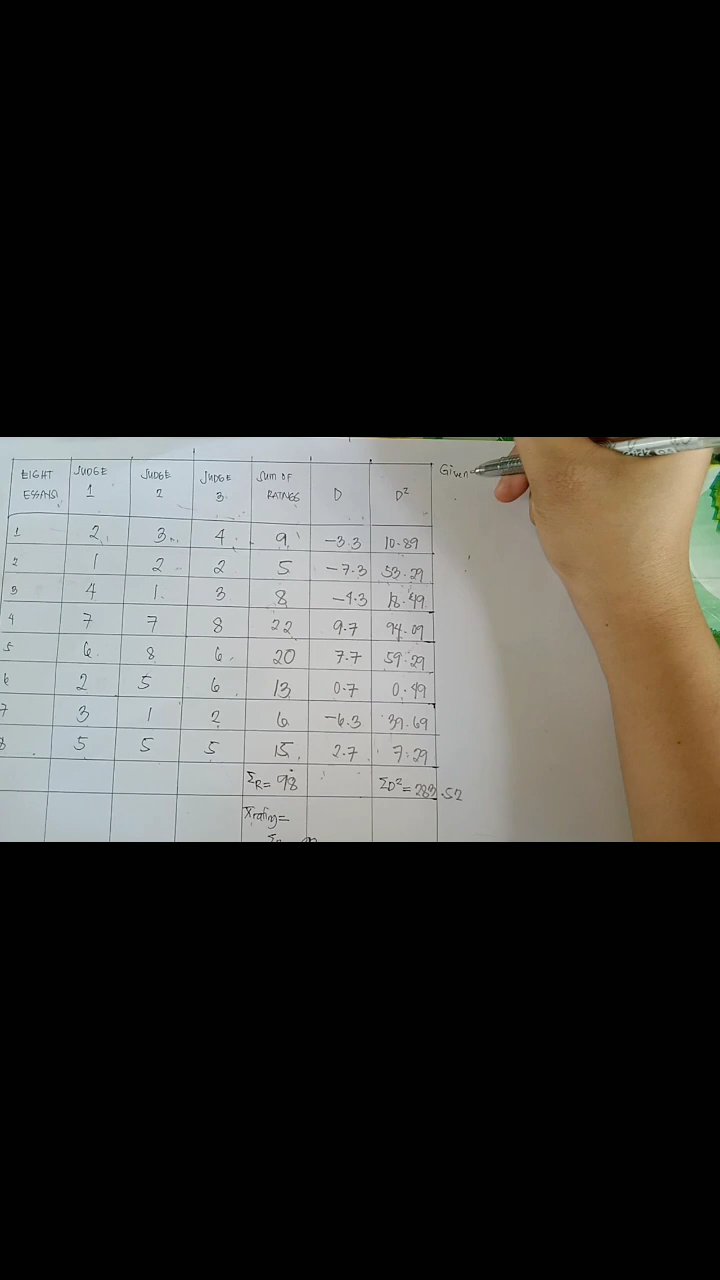 EIGHT ESSAYS JUDGE 1 JUDGE 2 JUDGE 3 SUM OF RATINGS D D²
1 2 3 4 9 -3.3 10.89
2 1 2 2 5 -7.3 53.29
3 4 1 3 8 -4.3 18.49
4 7 7 8 22 9.7 94.09
5 6 8 6 20 7.7 59.29
6 2 5 6 13 0.7 0.49
7 3 1 2 6 -6.3 39.69
8 5 5 5 15 2.7 7.29
ΣR = 98 ΣD² = 283.52
X rating =
Given